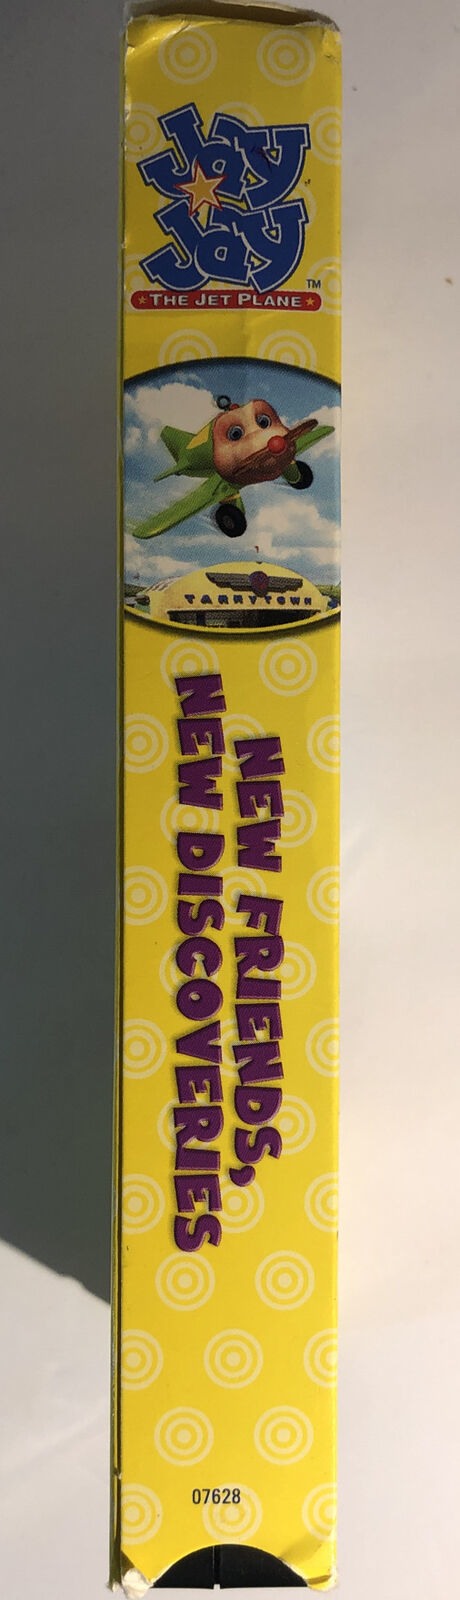 Jay
Jay
TM
THE JET PLANE
TARRYTOWN
NEW FRIENDS,
NEW DISCOVERIES
07628